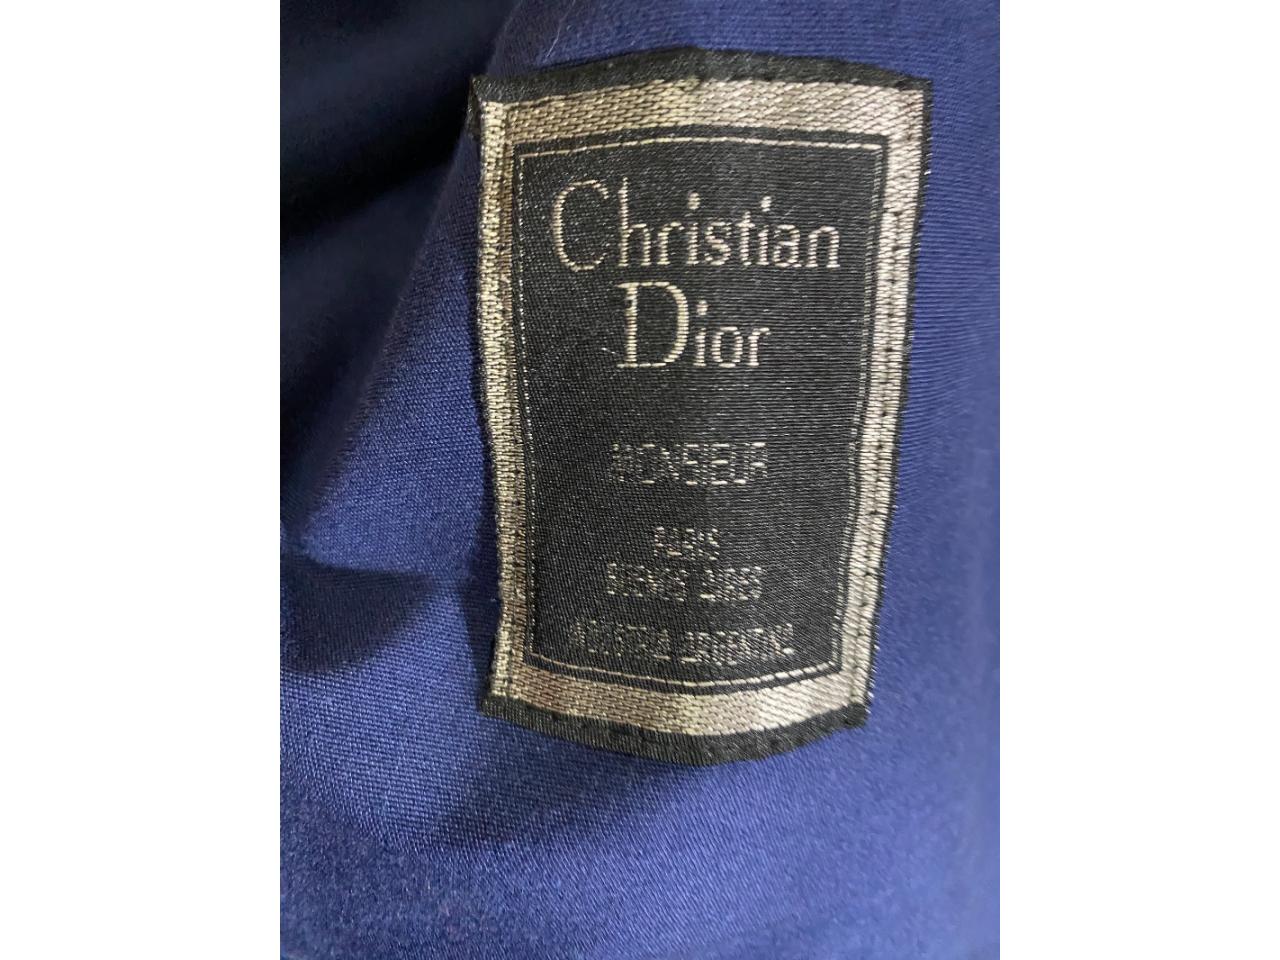 Christian
Dior
MONSIEUR
PARIS
BUENOS AIRES
INDUSTRIA ARGENTINA